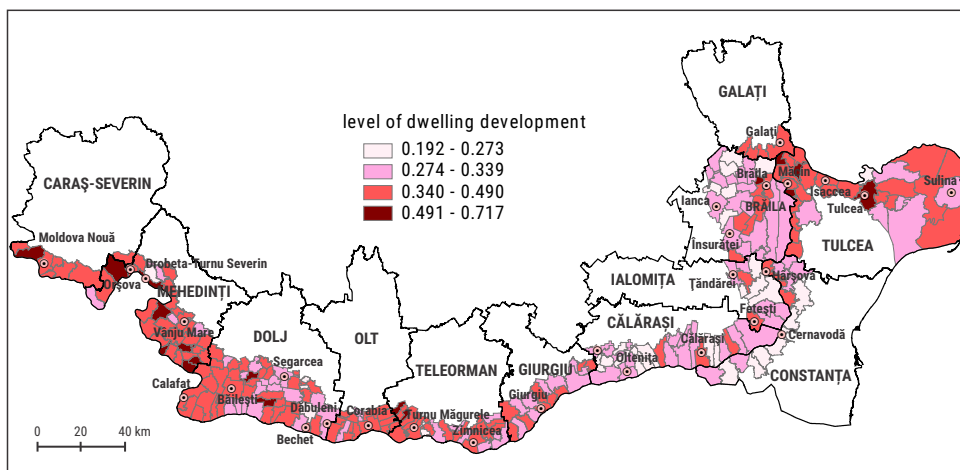 GALAȚI
Galați
level of dwelling development
0.192 - 0.273
0.274 - 0.339
0.340 - 0.490
0.491 - 0.717
CARAȘ-SEVERIN
Brăila
Măcin
Isaccea
Sulina
Ianca
BRĂILA
Tulcea
Moldova Nouă
Însurăței
TULCEA
Drobeta-Turnu Severin
Orșova
MEHEDINȚI
IALOMIȚA
Țăndărei
Hârșova
Vânju Mare
DOLJ
OLT
CĂLĂRAȘI
Fetești
Cernavodă
Călărași
Oltenița
Segarcea
TELEORMAN
GIURGIU
CONSTANȚA
Calafat
Băilești
Dăbuleni
Corabia
Turnu Măgurele
Giurgiu
Bechet
Zimnicea
0 20 40 km